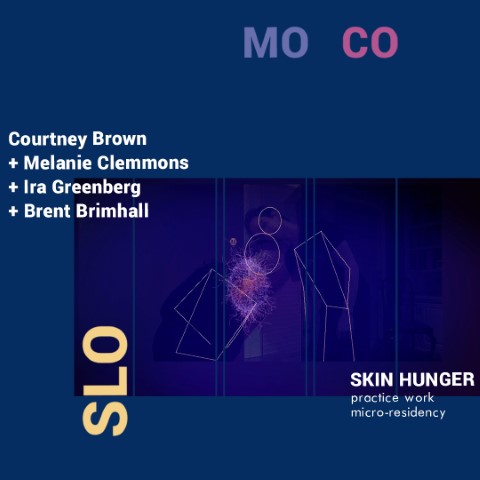 MO CO
Courtney Brown
+ Melanie Clemmons
+ Ira Greenberg
+ Brent Brimhall
SLO
SKIN HUNGER
practice work
micro-residency